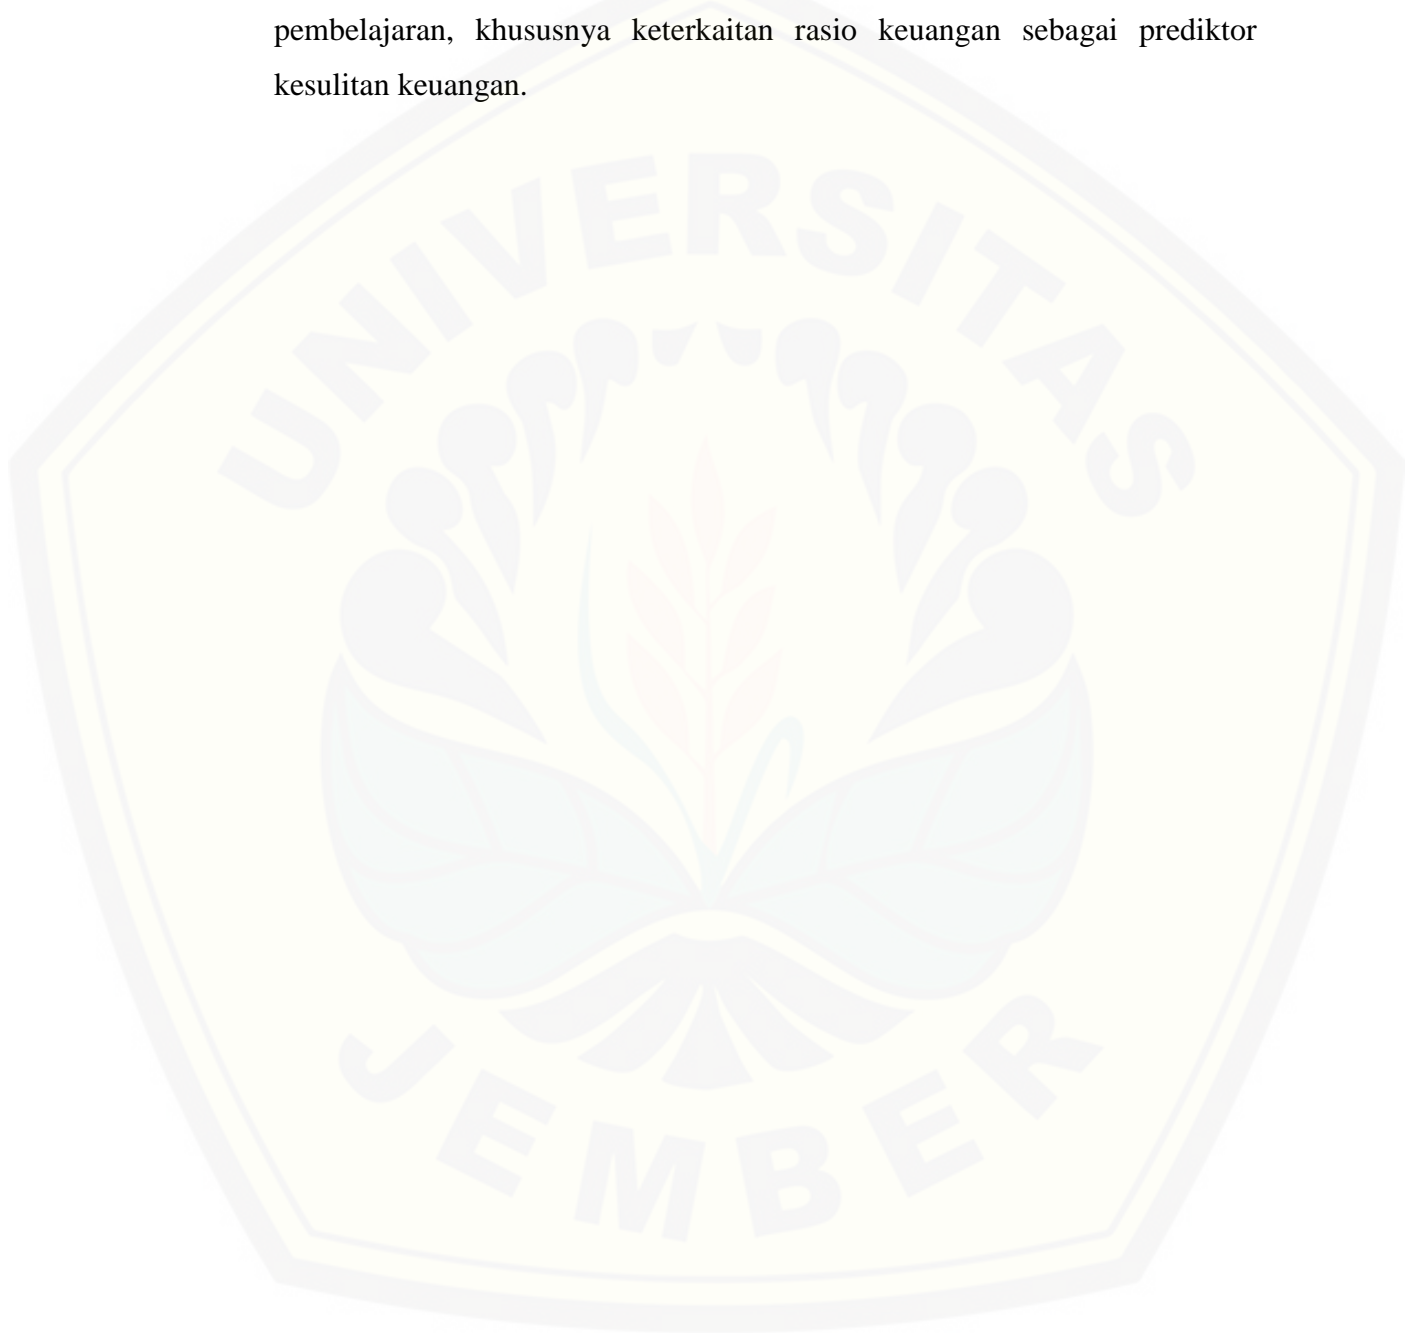 pembelajaran, khususnya keterkaitan rasio keuangan sebagai prediktor
kesulitan keuangan.
UNIVERSITAS
JEMBER